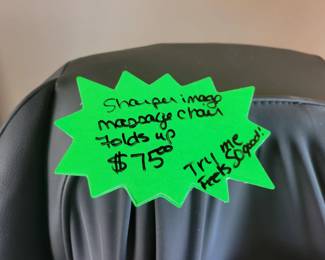 Sharper image
massage chair
Folds up
$75.00
Try me
Feels SO good!!